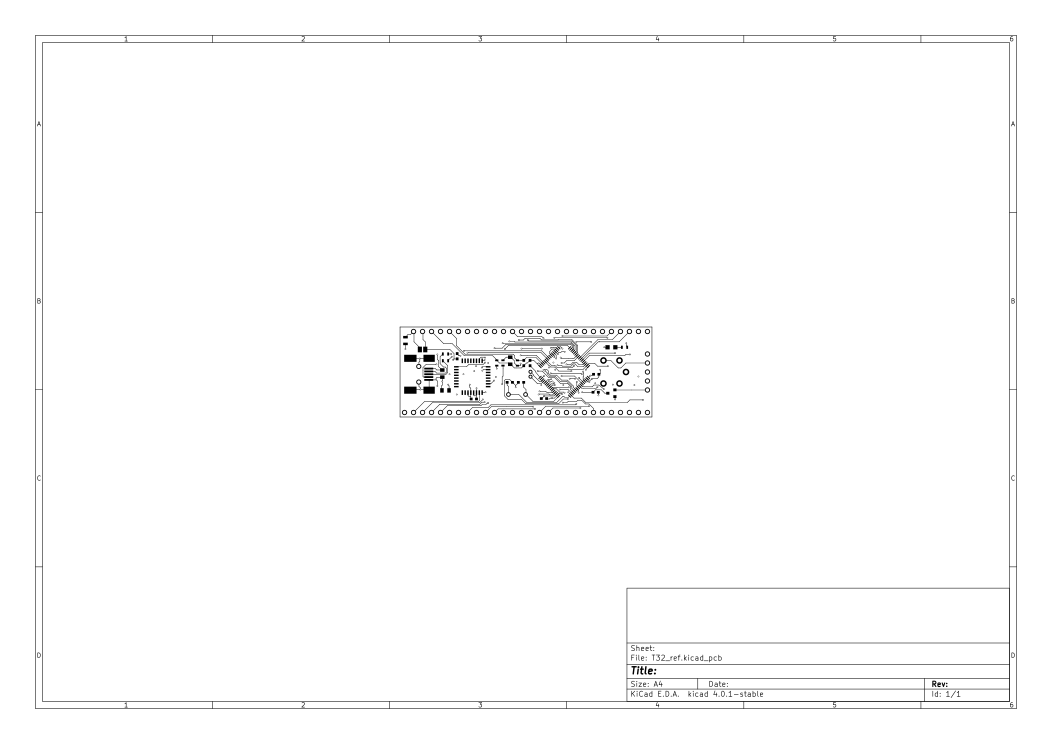 1 2 3 4 5 6
A A
B B
C C
D D
Sheet:
File: T32_ref.kicad_pcb
Title:
Size: A4 Date: Rev:
KiCad E.D.A. kicad 4.0.1-stable Id: 1/1
1 2 3 4 5 6